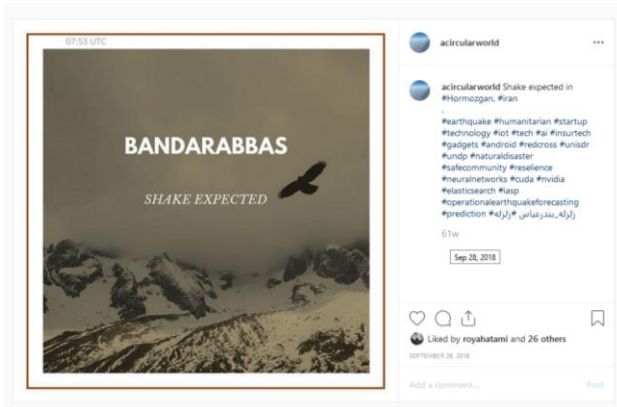 07:53 UTC
BANDARABBAS
SHAKE EXPECTED
acircularworld
acircularworld Shake expected in
#Hormozgan, #iran
.
#earthquake #humanitarian #startup
#technology #iot #tech #ai #insurtech
#gadgets #android #redcross #unisdr
#undp #naturaldisaster
#safecommunity #reselience
#neuralnetworks #cuda #nvidia
#elasticsearch #iasp
#operationalearthquakeforecasting
#prediction #زلزله #زلزله_بندرعباس
61w
Sep 28, 2018
Liked by royahatami and 26 others
SEPTEMBER 28, 2018
Add a comment... Post